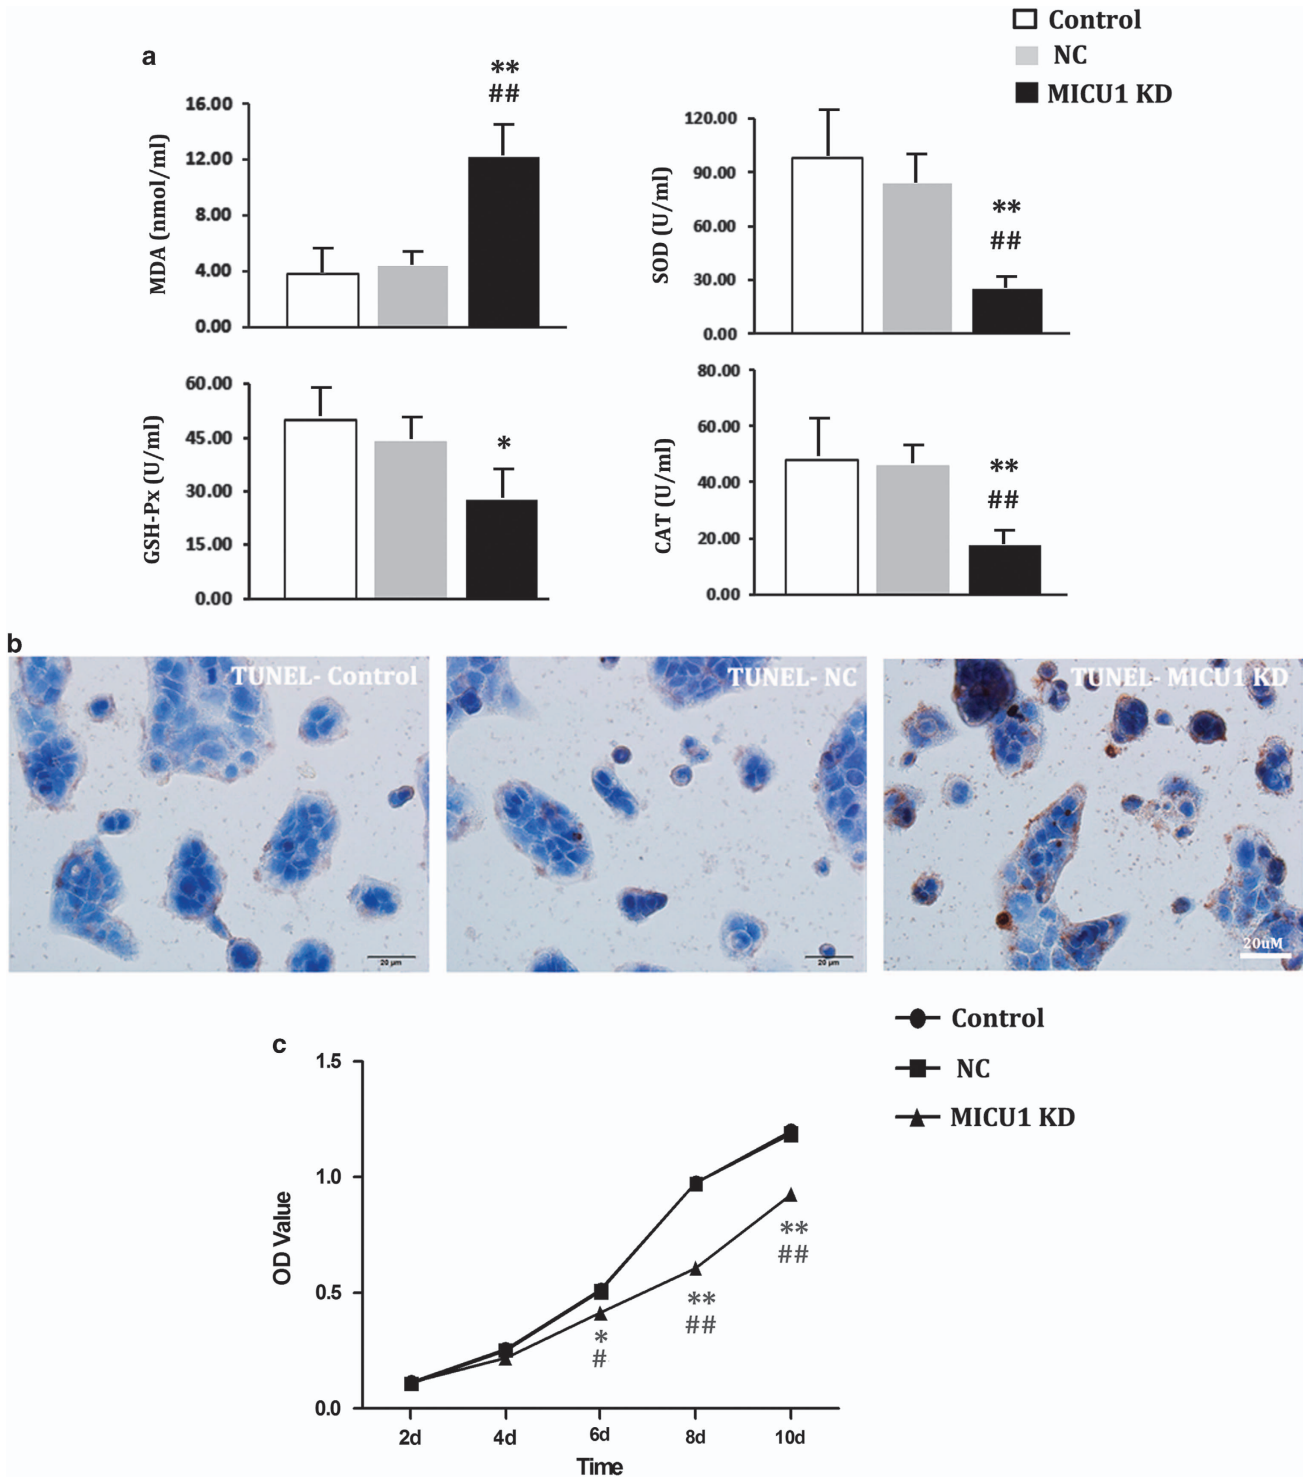 Control
NC
MICU1 KD
a
**
##
16.00
12.00
8.00
4.00
0.00
MDA (nmol/ml)
120.00
90.00
60.00
30.00
0.00
SOD (U/ml)
**
##
60.00
45.00
30.00
15.00
0.00
GSH-Px (U/ml)
*
80.00
60.00
40.00
20.00
0.00
CAT (U/ml)
**
##
b
TUNEL- Control
20 μm
TUNEL- NC
20 μm
TUNEL- MICU1 KD
20uM
c
Control
NC
MICU1 KD
1.5
1.0
0.5
0.0
OD Value
*
#
**
##
**
##
2d
4d
6d
8d
10d
Time